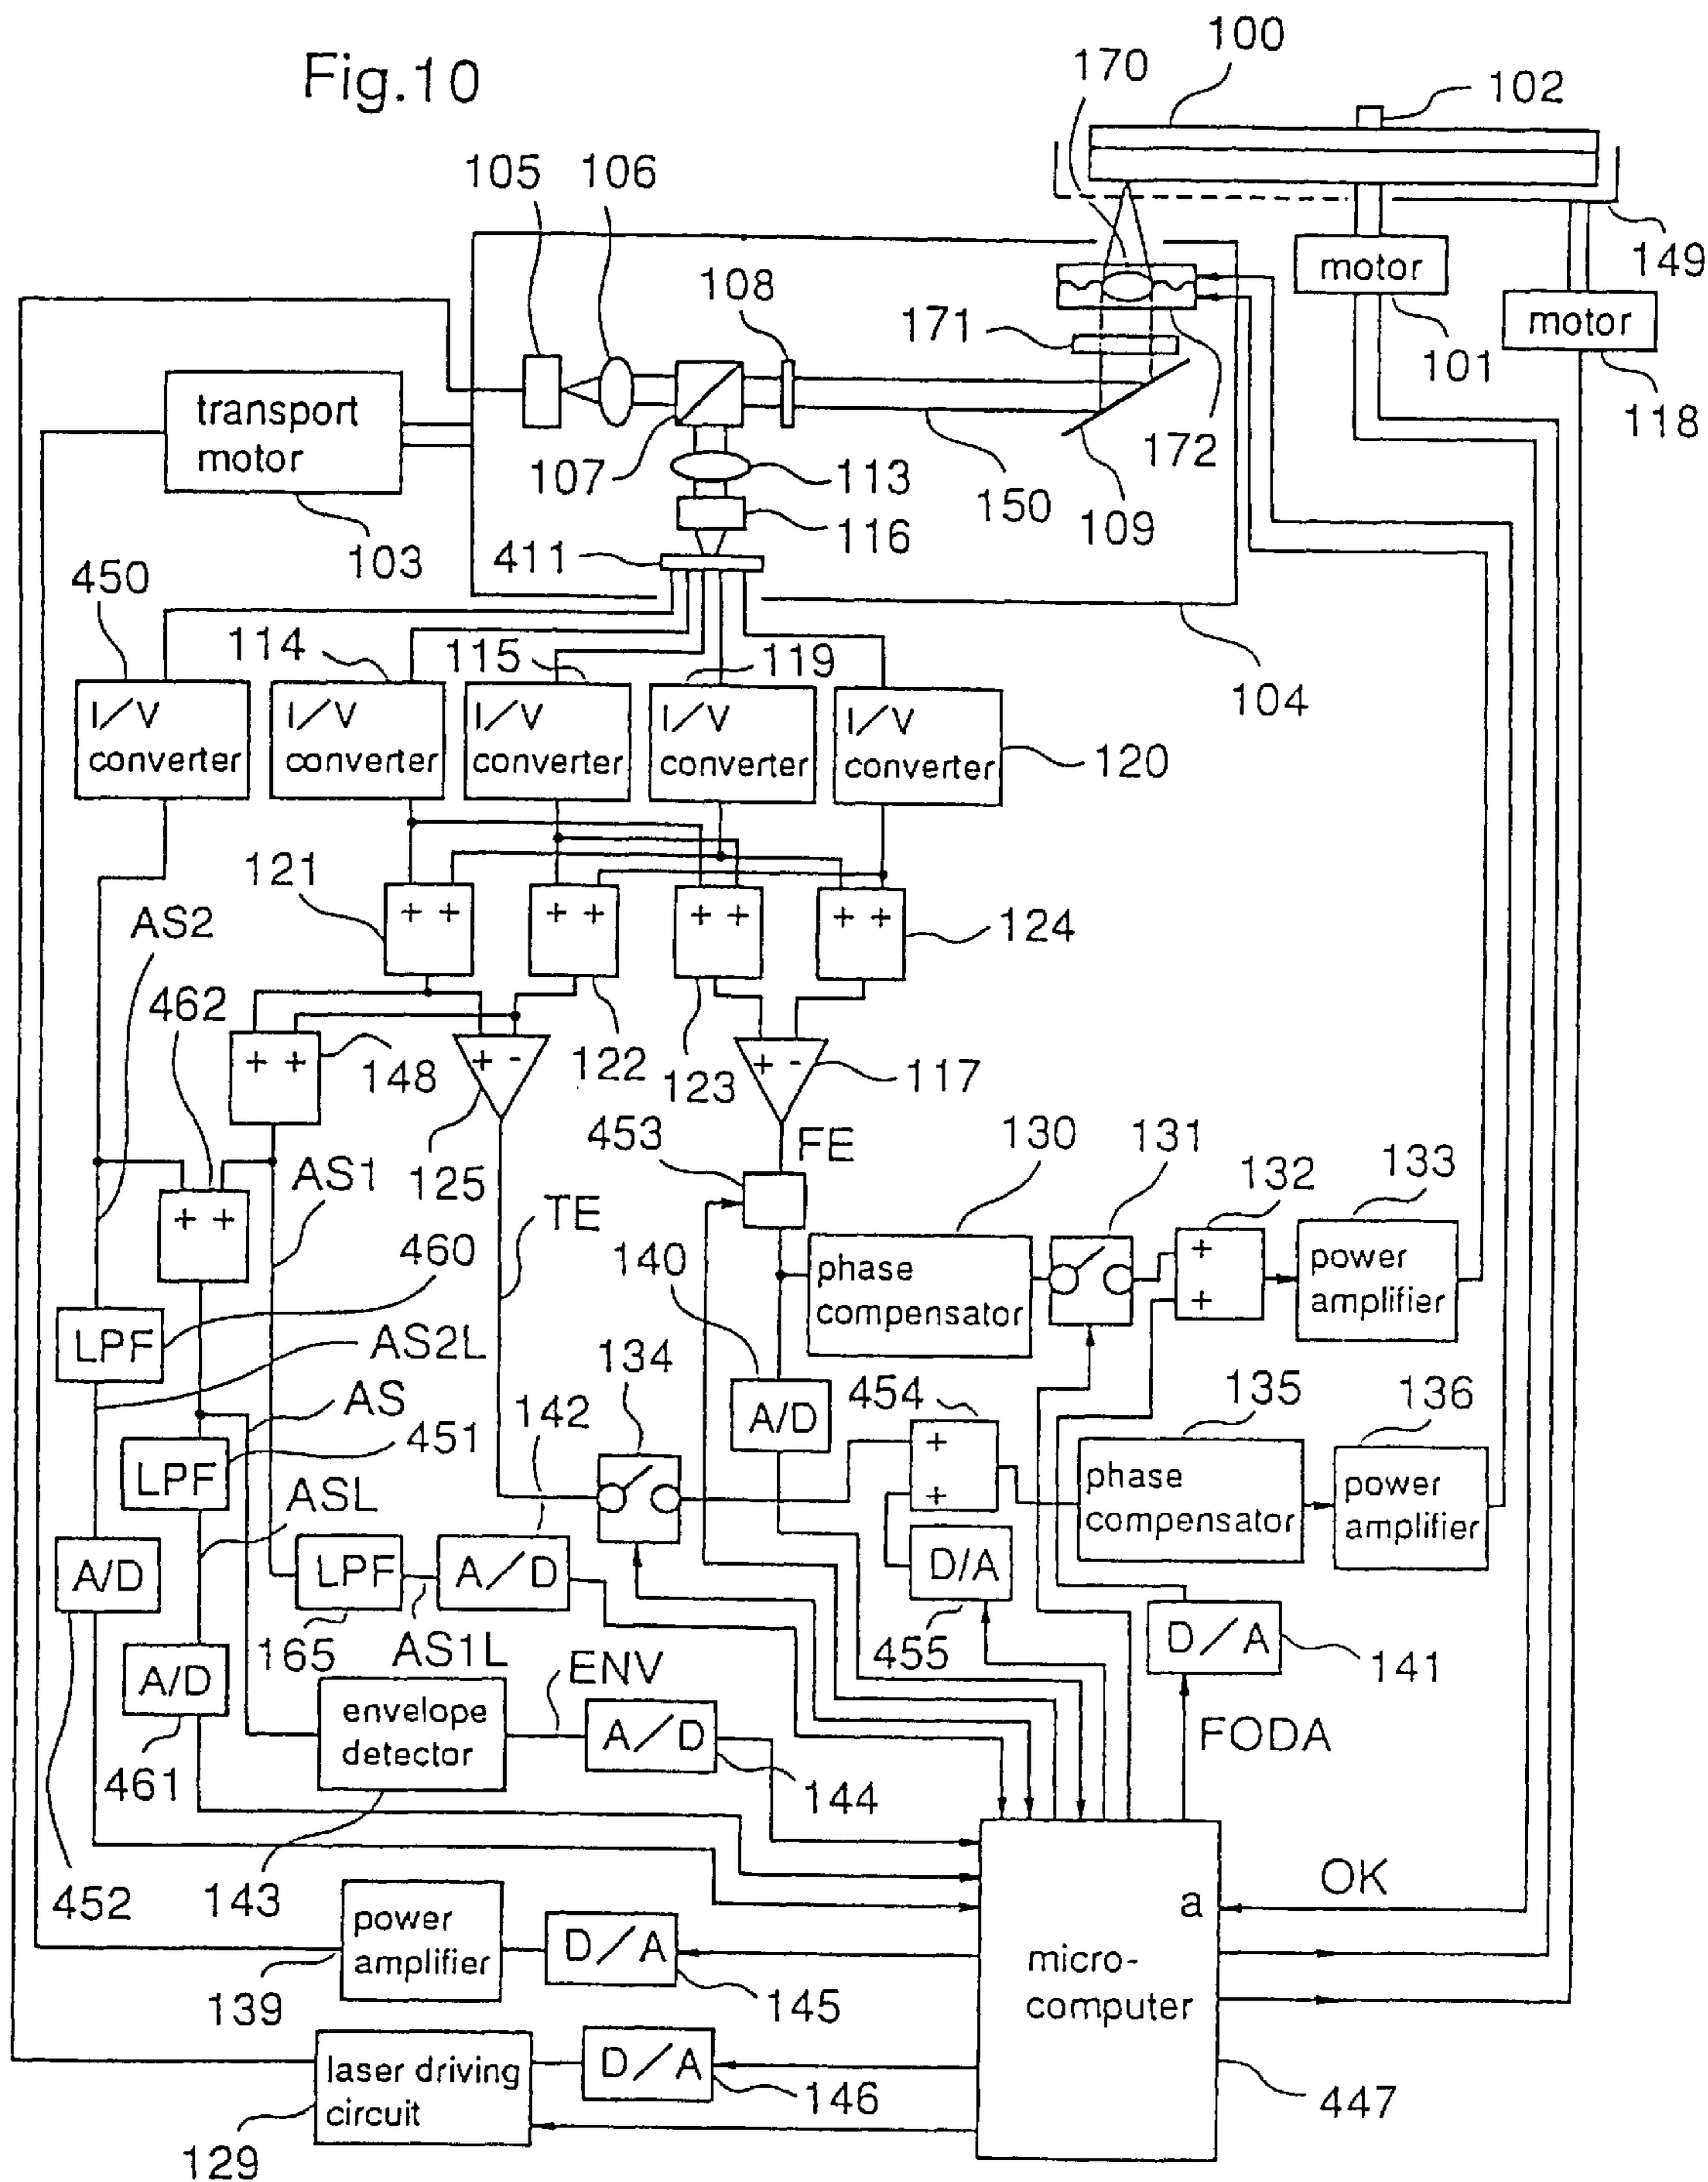 Fig.10
100
170
102
105
106
108
149
motor
motor
171
101
118
transport
motor
107
113
172
150
109
116
103
411
450
114
115
119
104
I/V
converter
I/V
converter
I/V
converter
I/V
converter
I/V
converter
120
121
+ +
+ +
+ +
+ +
124
AS2
462
+ +
148
+ -
122
123
+ -
117
125
453
FE
130
131
132
133
AS1
+ +
TE
460
140
phase
compensator
+
+
power
amplifier
LPF
AS2L
134
454
135
136
AS
142
A/D
451
LPF
+
+
phase
compensator
power
amplifier
ASL
A/D
LPF
A/D
D/A
165
AS1L
455
D/A
141
A/D
ENV
envelope
detector
A/D
FODA
461
144
452
143
OK
a
power
amplifier
D/A
micro-
computer
139
145
laser driving
circuit
D/A
146
447
129